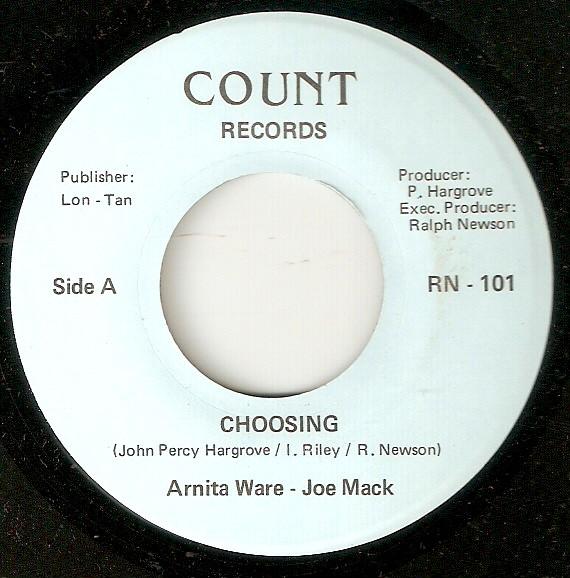 COUNT
RECORDS
Publisher:
Lon - Tan
Producer:
P. Hargrove
Exec. Producer:
Ralph Newson
Side A
RN - 101
CHOOSING
(John Percy Hargrove / I. Riley / R. Newson)
Arnita Ware - Joe Mack